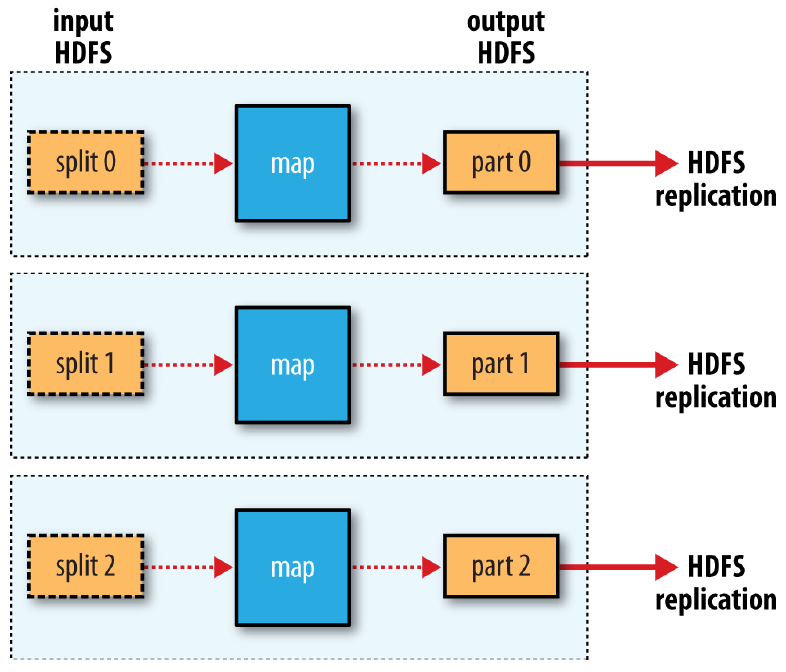 input
HDFS
output
HDFS
split 0
map
part 0
HDFS
replication
split 1
map
part 1
HDFS
replication
split 2
map
part 2
HDFS
replication